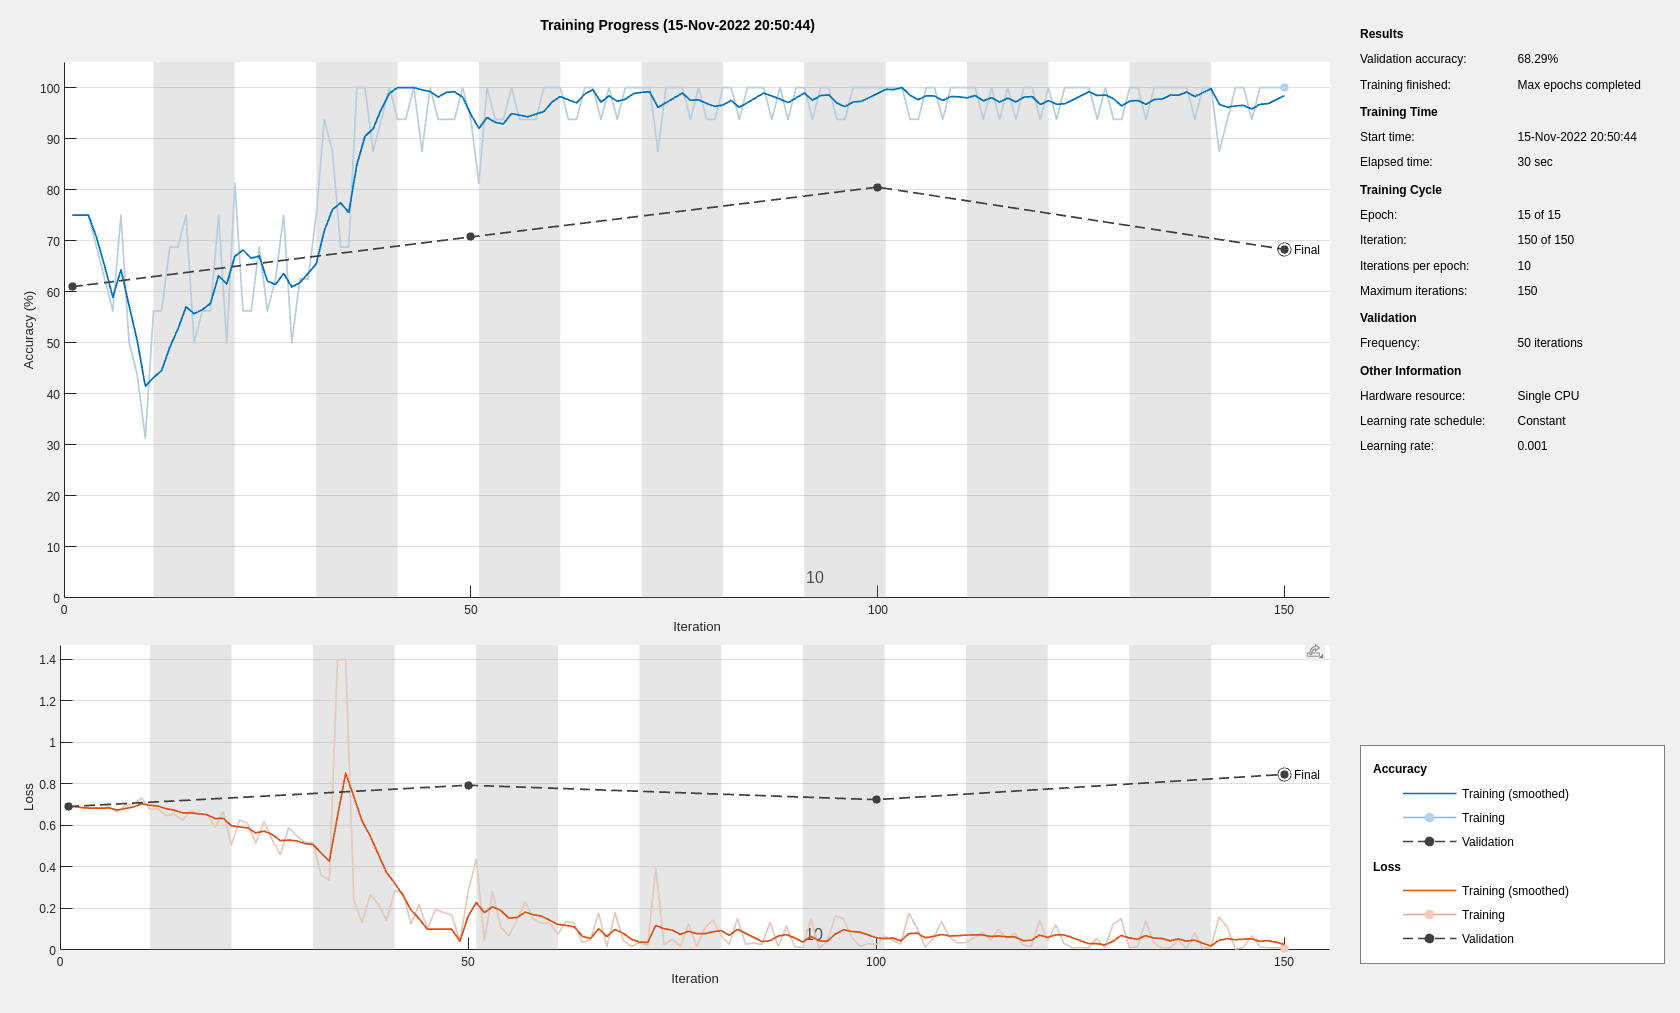 Training Progress (15-Nov-2022 20:50:44)
100
90
80
70
60
50
40
30
20
10
0
Accuracy (%)
Final
10
0
50
100
150
Iteration
1.4
1.2
1
0.8
0.6
0.4
0.2
0
Loss
Final
10
0
50
100
150
Iteration
Results
Validation accuracy: 68.29%
Training finished: Max epochs completed
Training Time
Start time: 15-Nov-2022 20:50:44
Elapsed time: 30 sec
Training Cycle
Epoch: 15 of 15
Iteration: 150 of 150
Iterations per epoch: 10
Maximum iterations: 150
Validation
Frequency: 50 iterations
Other Information
Hardware resource: Single CPU
Learning rate schedule: Constant
Learning rate: 0.001
Accuracy
Training (smoothed)
Training
Validation
Loss
Training (smoothed)
Training
Validation